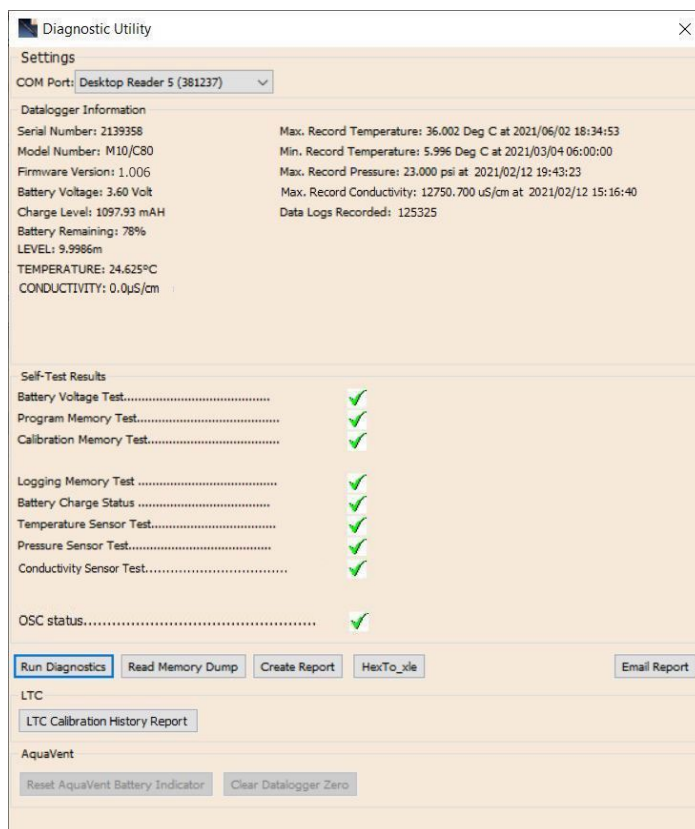 Diagnostic Utility
Settings
COM Port: Desktop Reader 5 (381237)
Datalogger Information
Serial Number: 2139358
Model Number: M10/C80
Firmware Version: 1.006
Battery Voltage: 3.60 Volt
Charge Level: 1097.93 mAH
Battery Remaining: 78%
LEVEL: 9.9986m
TEMPERATURE: 24.625°C
CONDUCTIVITY: 0.0µS/cm
Max. Record Temperature: 36.002 Deg C at 2021/06/02 18:34:53
Min. Record Temperature: 5.996 Deg C at 2021/03/04 06:00:00
Max. Record Pressure: 23.000 psi at 2021/02/12 19:43:23
Max. Record Conductivity: 12750.700 uS/cm at 2021/02/12 15:16:40
Data Logs Recorded: 125325
Self-Test Results
Battery Voltage Test..........................................
Program Memory Test.........................................
Calibration Memory Test......................................
Logging Memory Test ........................................
Battery Charge Status ......................................
Temperature Sensor Test....................................
Pressure Sensor Test.........................................
Conductivity Sensor Test..................................
OSC status.................................................
Run Diagnostics
Read Memory Dump
Create Report
HexTo_xle
Email Report
LTC
LTC Calibration History Report
AquaVent
Reset AquaVent Battery Indicator
Clear Datalogger Zero